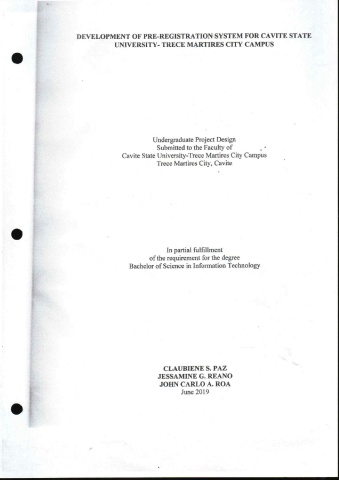 DEVELOPMENT OF PRE-REGISTRATION SYSTEM FOR CAVITE STATE
UNIVERSITY- TRECE MARTIRES CITY CAMPUS
Undergraduate Project Design
Submitted to the Faculty of
Cavite State University-Trece Martires City Campus
Trece Martires City, Cavite
In partial fulfillment
of the requirement for the degree
Bachelor of Science in Information Technology
CLAUBIENE S. PAZ
JESSAMINE G. REANO
JOHN CARLO A. ROA
June 2019